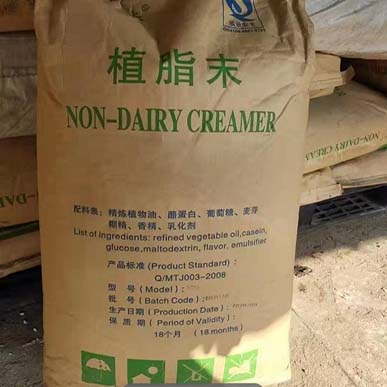 植脂末
NON-DAIRY CREAMER
配料表：精炼植物油、酪蛋白、葡萄糖、麦芽
糊精、香精、乳化剂
List of ingredients: refined vegetable oil,casein,
glucose,maltodextrin, flavor, emulsifier
产品标准 (Product Standard) :
Q/MTJ003-2008
型 号 (Model) :
批 号 (Batch Code) :
生产日期 (Production Date) :
保 质 期 (Period of Validity) :
18个月 (18 months)
NON-DAIRY CREA